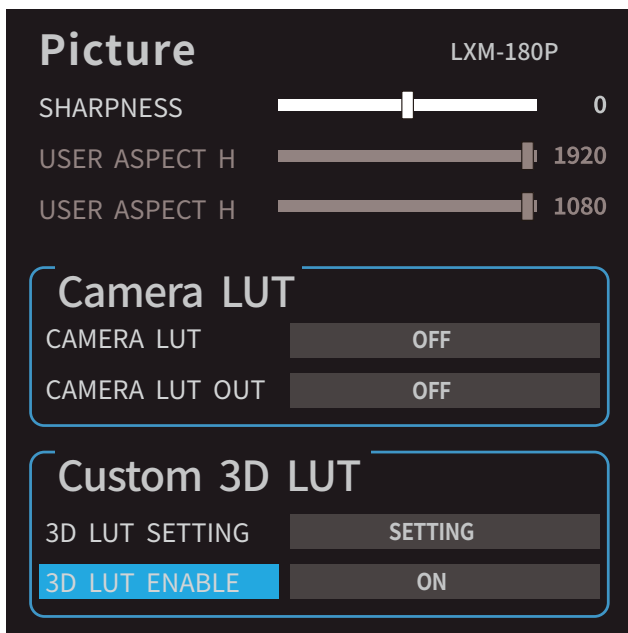 Picture LXM-180P
SHARPNESS 0
USER ASPECT H 1920
USER ASPECT H 1080
Camera LUT
CAMERA LUT OFF
CAMERA LUT OUT OFF
Custom 3D LUT
3D LUT SETTING SETTING
3D LUT ENABLE ON